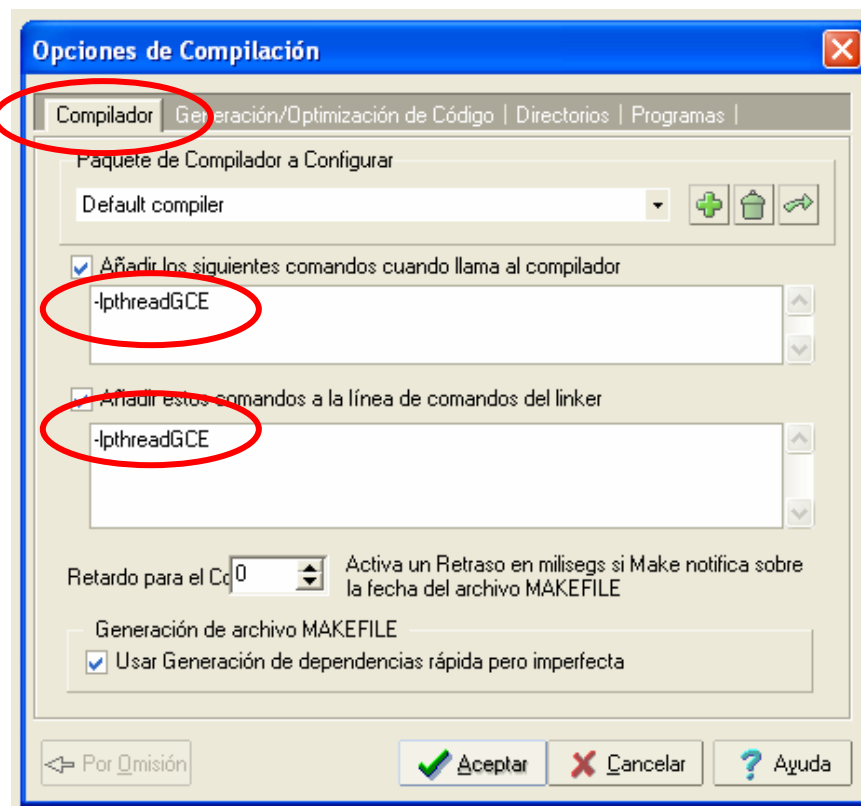 Opciones de Compilación
Compilador Generación/Optimización de Código | Directorios | Programas |
Paquete de Compilador a Configurar
Default compiler
Añadir los siguientes comandos cuando llama al compilador
-lpthreadGCE
Añadir estos comandos a la línea de comandos del linker
-lpthreadGCE
Retardo para el Co 0 Activa un Retraso en milisegs si Make notifica sobre
la fecha del archivo MAKEFILE
Generación de archivo MAKEFILE
Usar Generación de dependencias rápida pero imperfecta
Por Omisión Aceptar Cancelar Ayuda